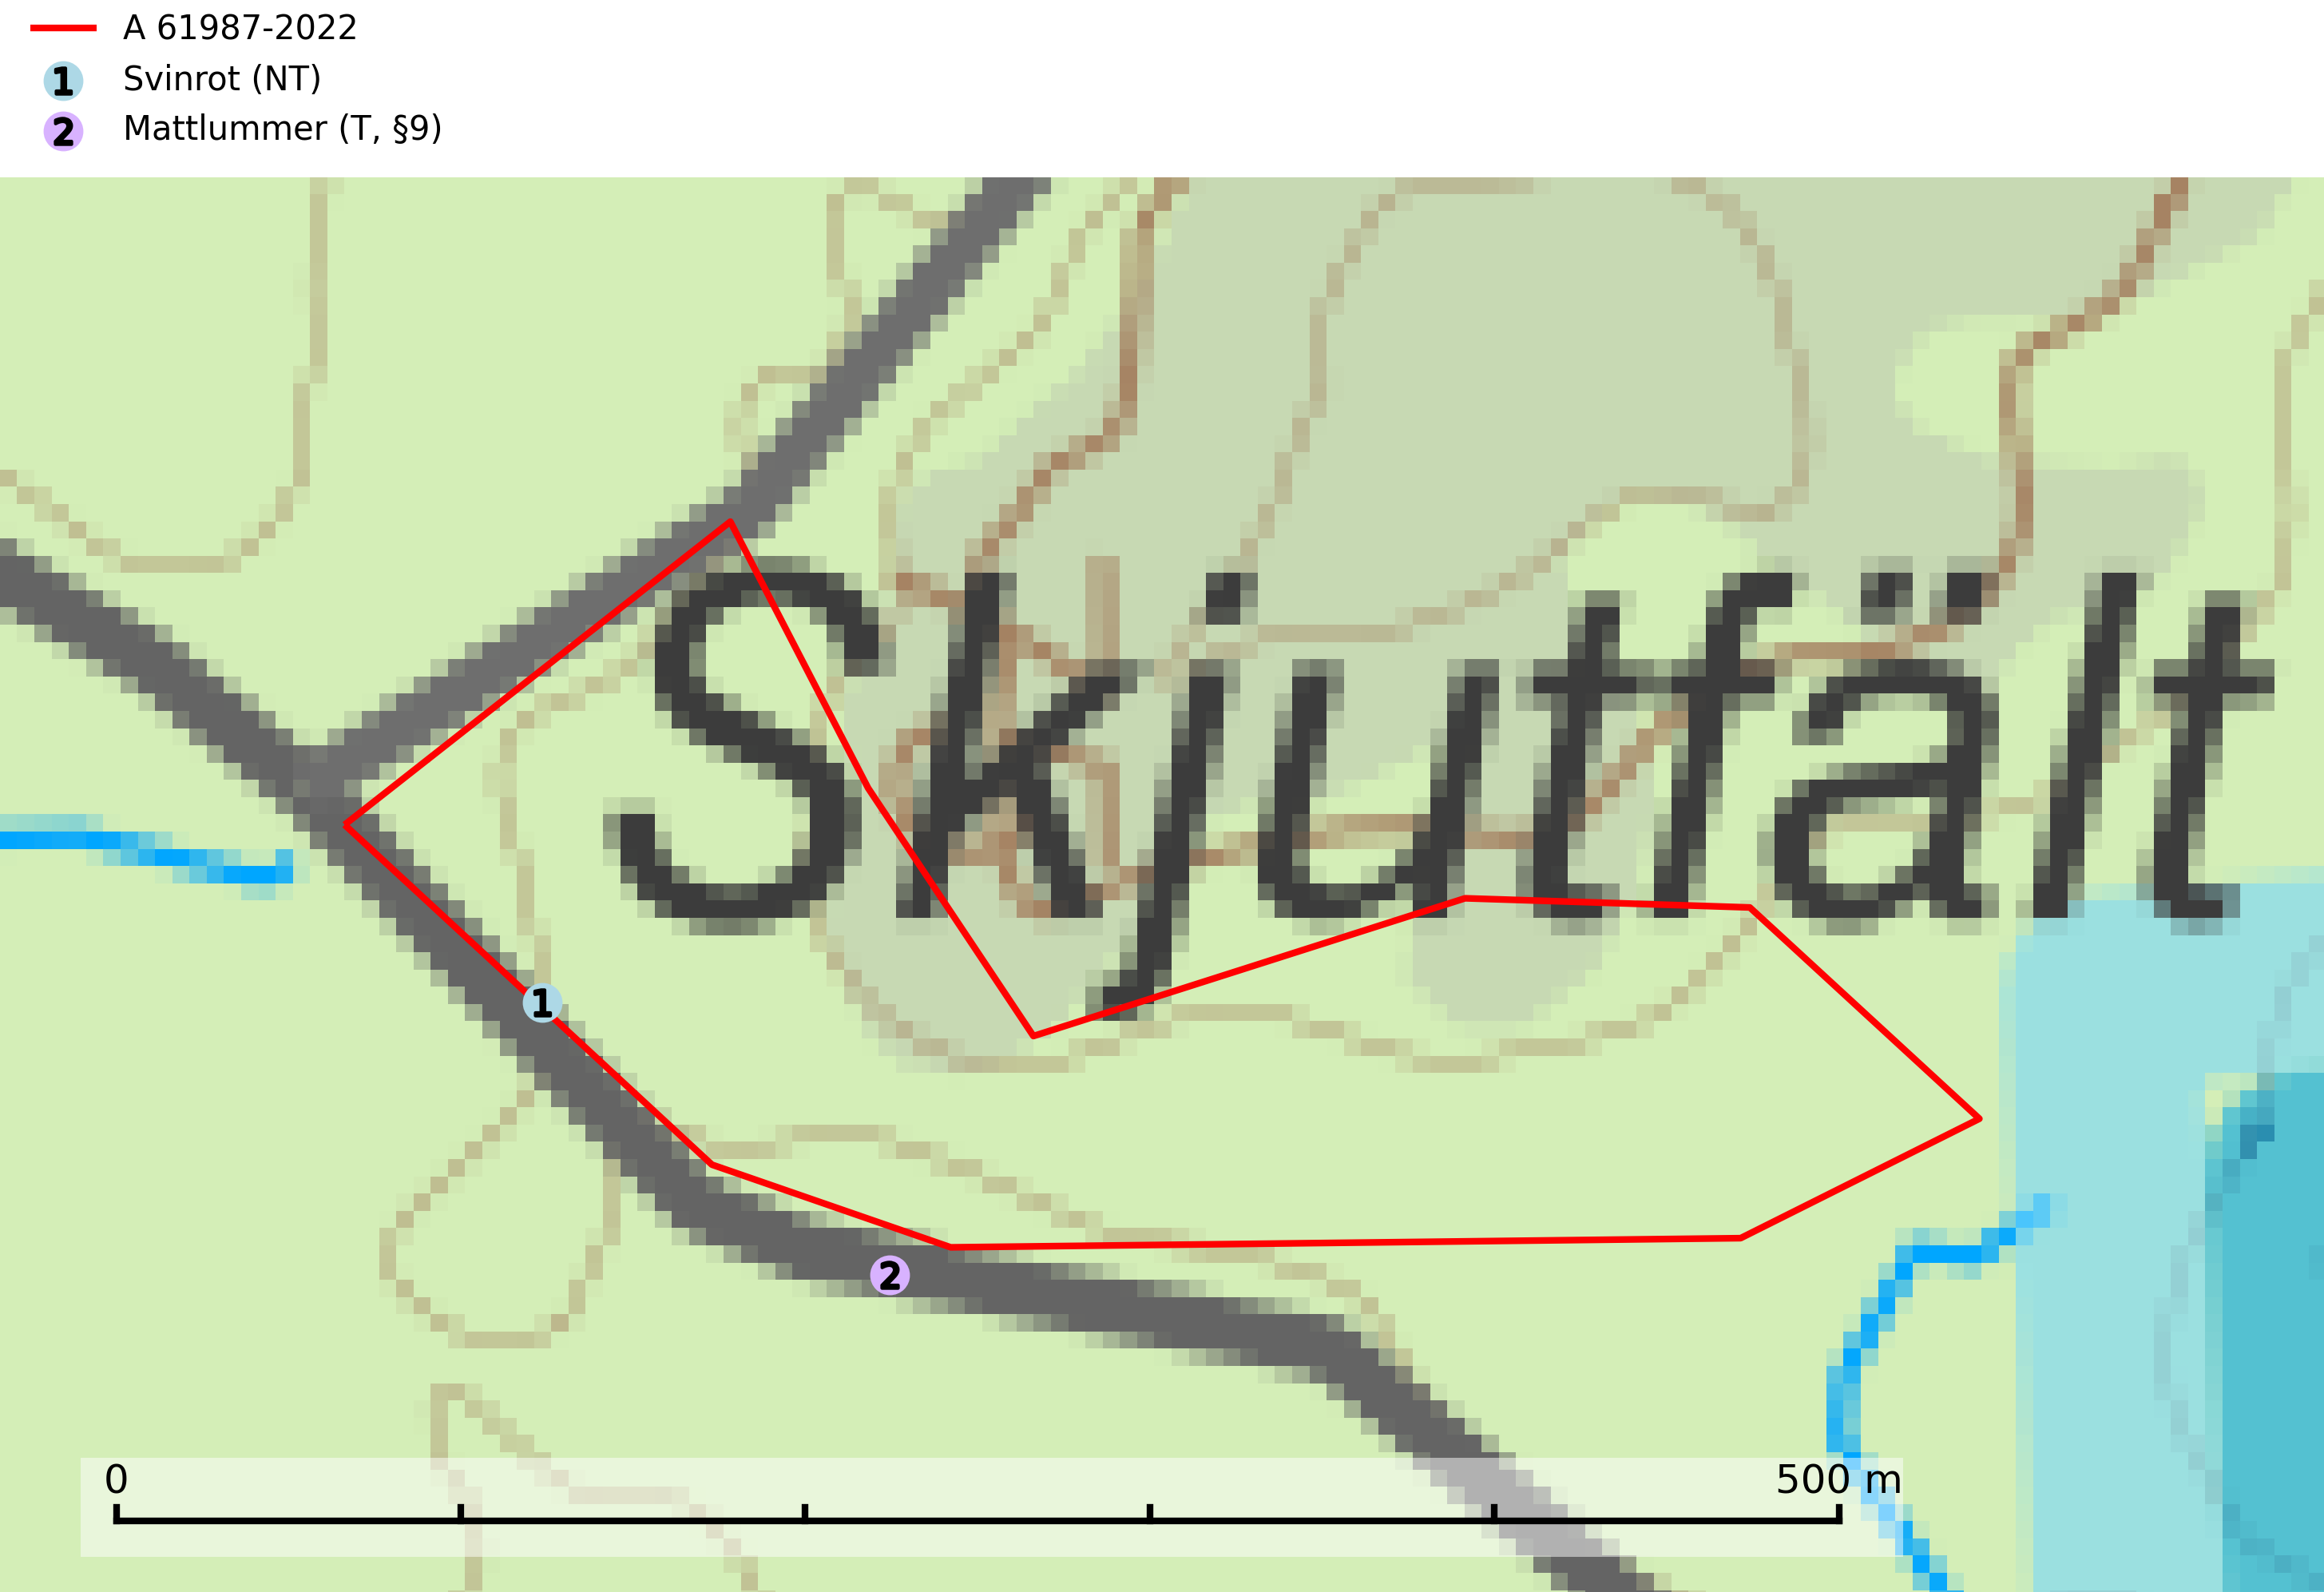 A 61987-2022
1 Svinrot (NT)
2 Mattlummer (T, §9)
Skjutfält
1
2
0 500 m